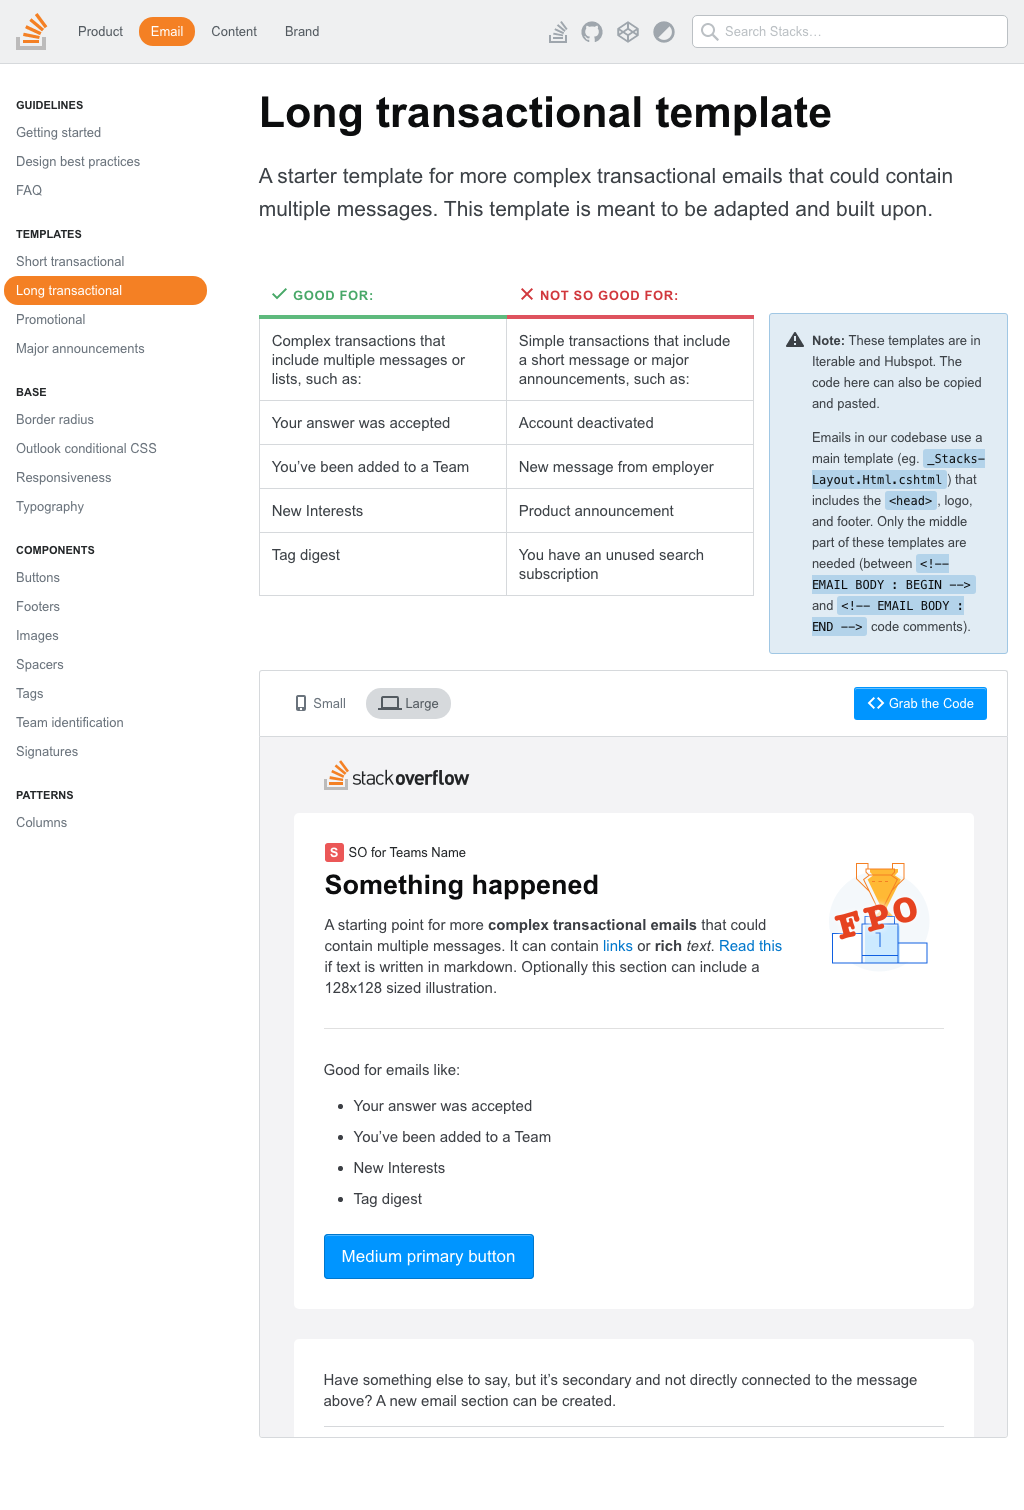 Product Email Content Brand
Search Stacks...
GUIDELINES
Getting started
Design best practices
FAQ
TEMPLATES
Short transactional
Long transactional
Promotional
Major announcements
BASE
Border radius
Outlook conditional CSS
Responsiveness
Typography
COMPONENTS
Buttons
Footers
Images
Spacers
Tags
Team identification
Signatures
PATTERNS
Columns
Long transactional template
A starter template for more complex transactional emails that could contain
multiple messages. This template is meant to be adapted and built upon.
GOOD FOR:
NOT SO GOOD FOR:
Complex transactions that
include multiple messages or
lists, such as:
Simple transactions that include
a short message or major
announcements, such as:
Your answer was accepted
Account deactivated
You’ve been added to a Team
New message from employer
New Interests
Product announcement
Tag digest
You have an unused search
subscription
Note: These templates are in
Iterable and Hubspot. The
code here can also be copied
and pasted.
Emails in our codebase use a
main template (eg. _Stacks-
Layout.Html.cshtml) that
includes the <head>, logo,
and footer. Only the middle
part of these templates are
needed (between <!--
EMAIL BODY : BEGIN -->
and <!-- EMAIL BODY :
END --> code comments).
Small
Large
Grab the Code
stackoverflow
S SO for Teams Name
Something happened
A starting point for more complex transactional emails that could
contain multiple messages. It can contain links or rich text. Read this
if text is written in markdown. Optionally this section can include a
128x128 sized illustration.
FPO
1
Good for emails like:
Your answer was accepted
You’ve been added to a Team
New Interests
Tag digest
Medium primary button
Have something else to say, but it’s secondary and not directly connected to the message
above? A new email section can be created.